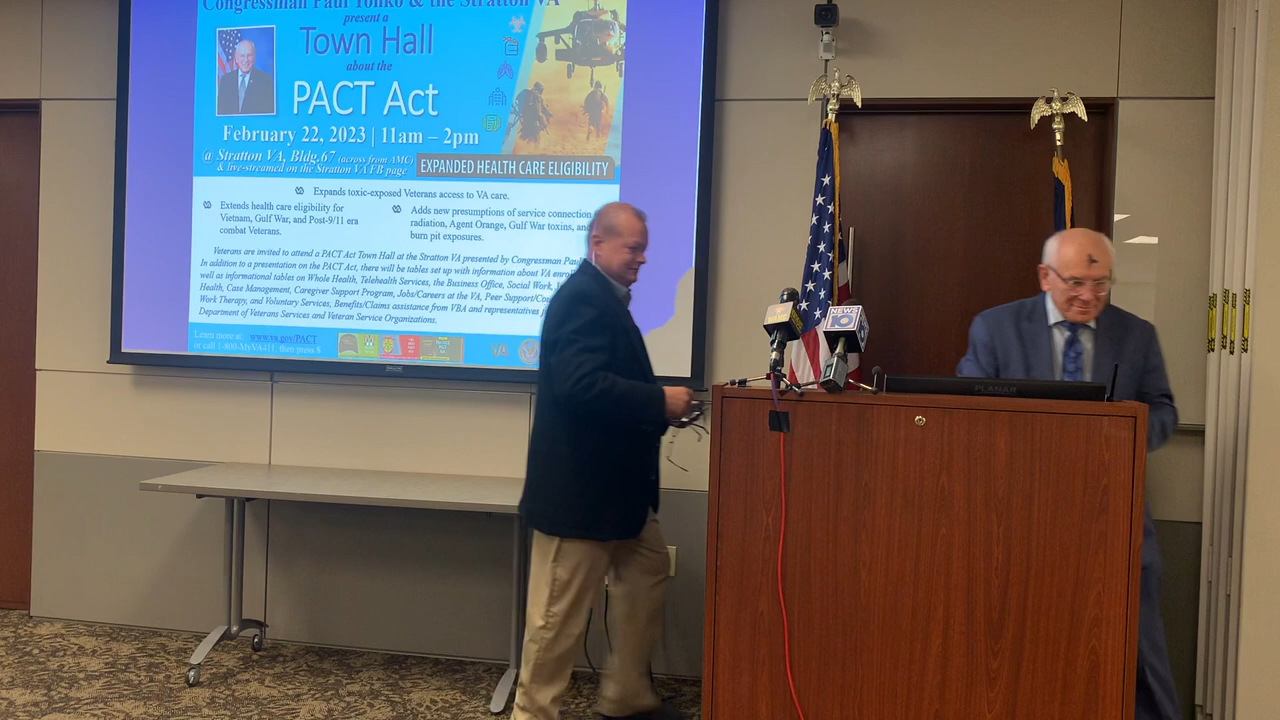 Congressman Paul Tonko & the Stratton VA
present a
Town Hall
about the
PACT Act
February 22, 2023 | 11am – 2pm
@ Stratton VA, Bldg.67 (across from AMC)
& live-streamed on the Stratton VA FB page
EXPANDED HEALTH CARE ELIGIBILITY
Expands toxic-exposed Veterans access to VA care.
Extends health care eligibility for
Vietnam, Gulf War, and Post-9/11 era
combat Veterans.
Adds new presumptions of service connection
radiation, Agent Orange, Gulf War toxins, and
burn pit exposures.
Veterans are invited to attend a PACT Act Town Hall at the Stratton VA presented by Congressman Paul
In addition to a presentation on the PACT Act, there will be tables set up with information about VA
well as informational tables on Whole Health, Telehealth Services, the Business Office, Social Work,
Health, Case Management, Caregiver Support Program, Jobs/Careers at the VA, Peer
Work Therapy, and Voluntary Services, Benefits/Claims assistance from VBA and representatives
Department of Veterans Services and Veteran Service Organizations.
Learn more at: www.va.gov/PACT
or call 1-800-MyVA411, then press 8
VA
NEWS
10
PLANAR